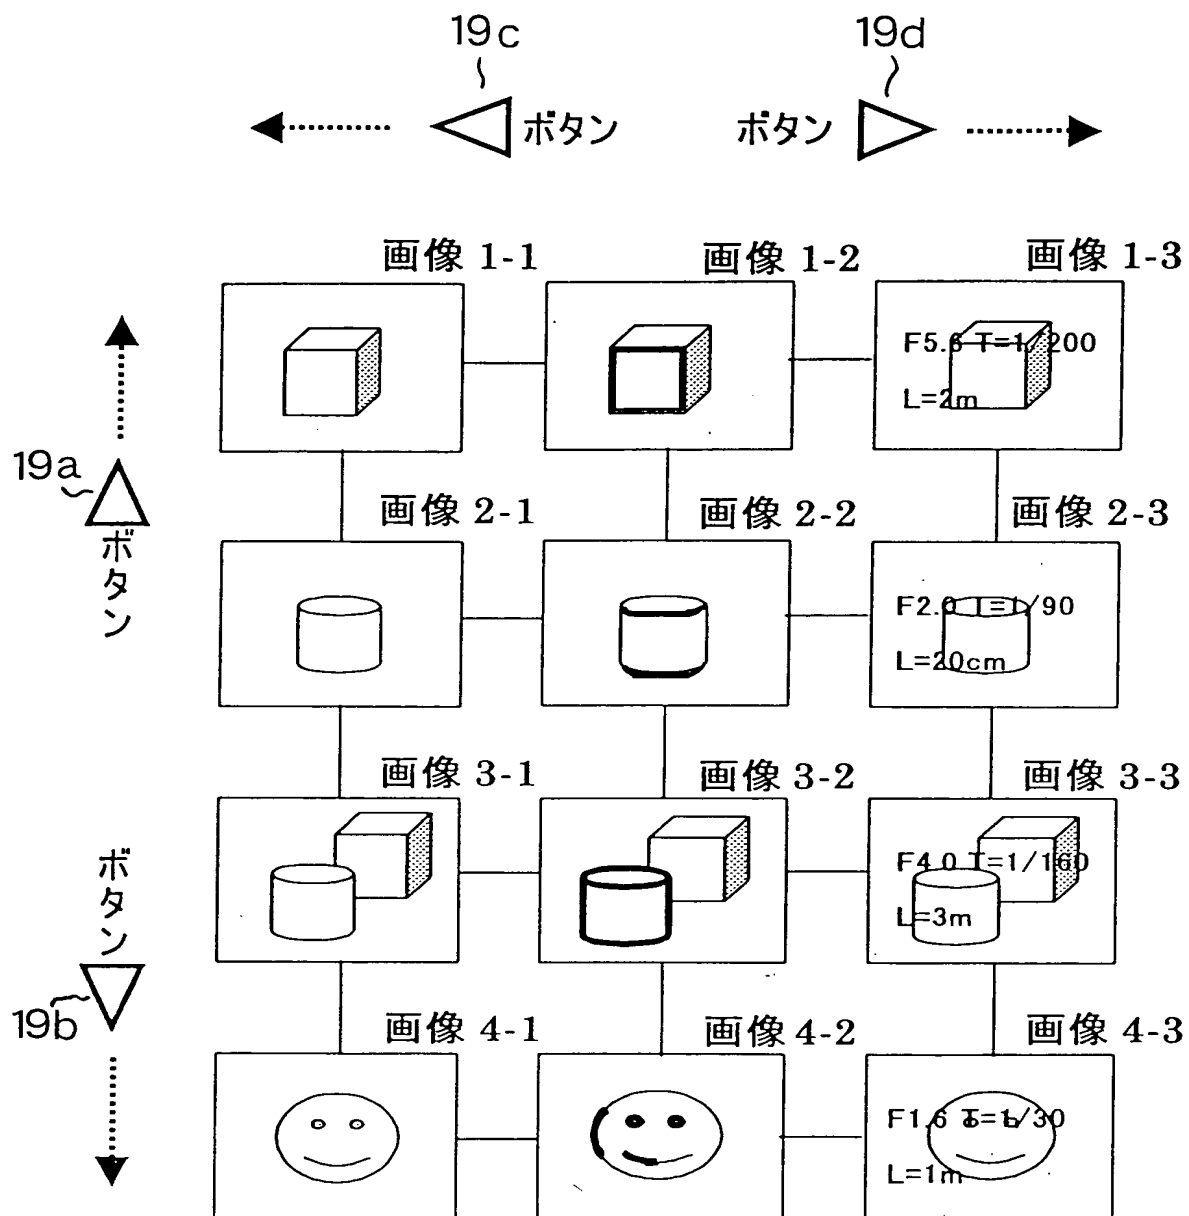 19c
19d
ボタン
ボタン
画像 1-1
画像 1-2
画像 1-3
F5.6 T=1/200
L=2m
19a
ボタン
画像 2-1
画像 2-2
画像 2-3
F2.0 T=1/90
L=20cm
画像 3-1
画像 3-2
画像 3-3
F4.0 T=1/160
L=3m
ボタン
19b
画像 4-1
画像 4-2
画像 4-3
F1.6 T=1/30
L=1m